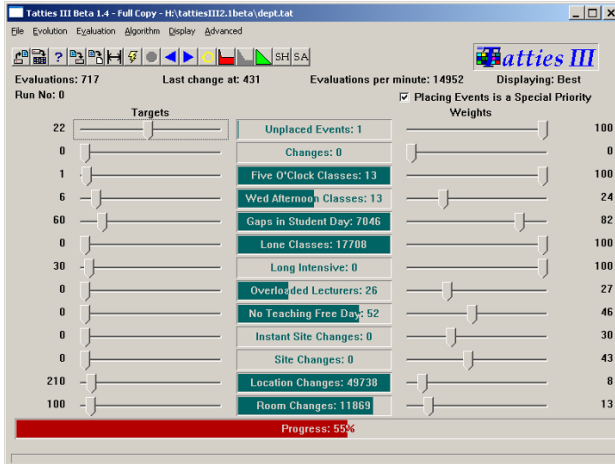 Tatties III Beta 1.4 - Full Copy - H:\tattiesIII2.1beta\dept.tat
File Evolution Evaluation Algorithm Display Advanced
? SH SA Tatties III
Evaluations: 717 Last change at: 431 Evaluations per minute: 14952 Displaying: Best
Run No: 0 Placing Events is a Special Priority
Targets Weights
22 Unplaced Events: 1 100
0 Changes: 0 0
1 Five O'Clock Classes: 13 100
6 Wed Afternoon Classes: 13 24
60 Gaps in Student Day: 7046 82
0 Lone Classes: 17708 100
30 Long Intensive: 0 100
0 Overloaded Lecturers: 26 27
0 No Teaching Free Day: 52 46
0 Instant Site Changes: 0 30
0 Site Changes: 0 43
210 Location Changes: 49738 8
100 Room Changes: 11869 13
Progress: 55%